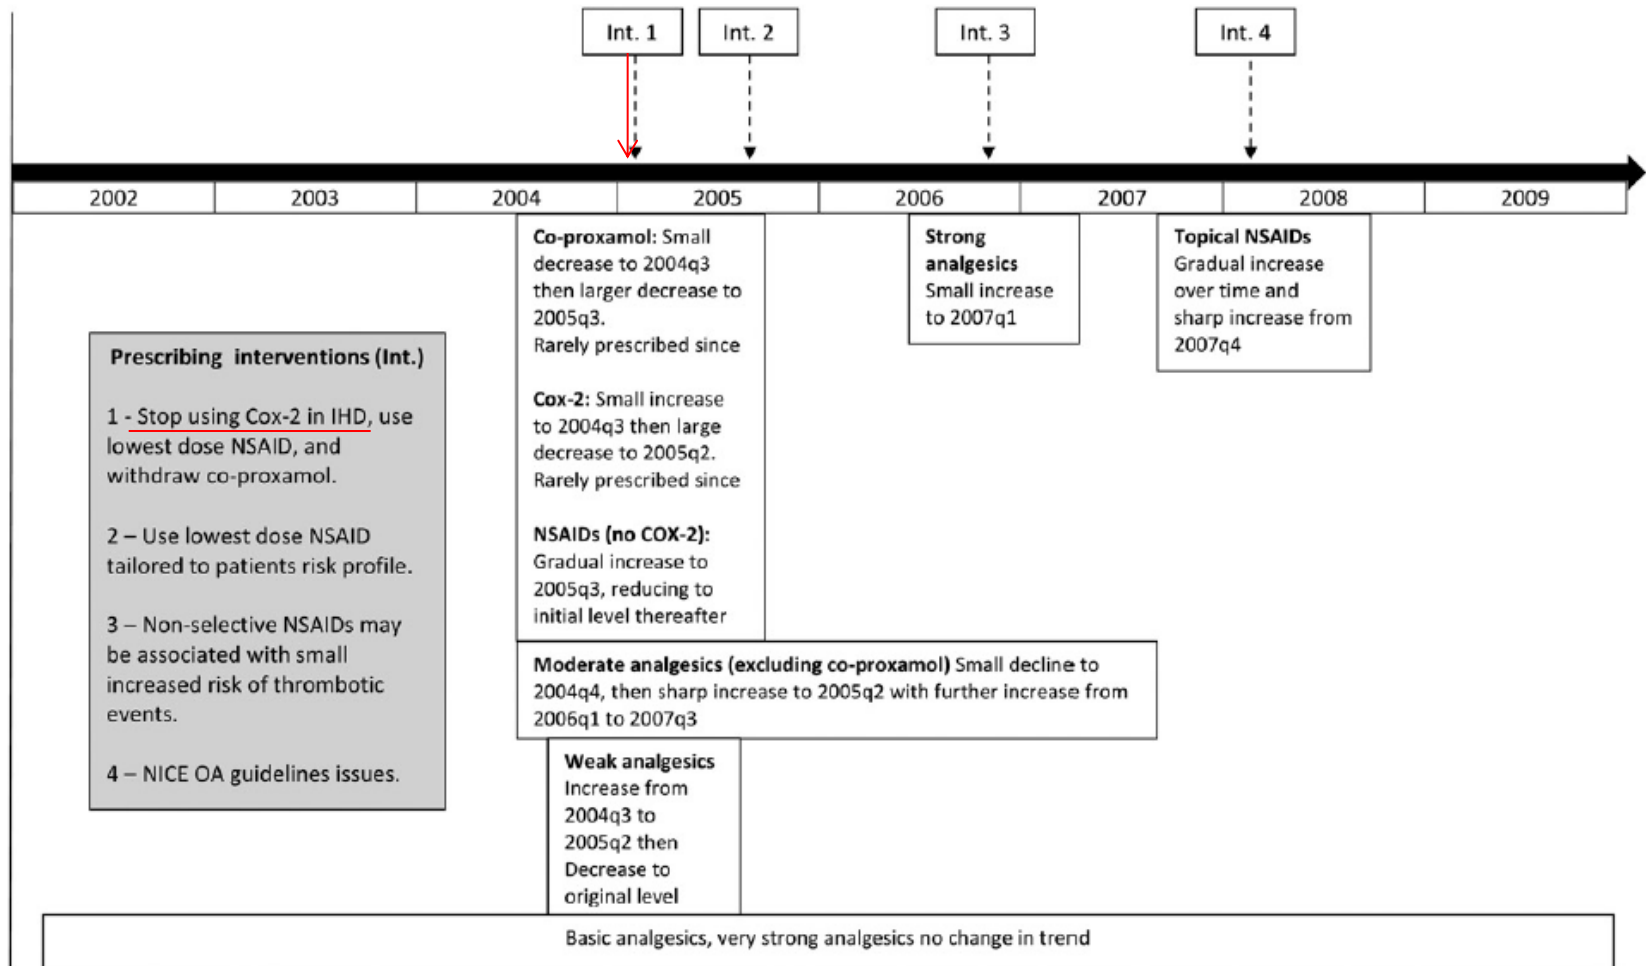 Int. 1
Int. 2
Int. 3
Int. 4
2002
2003
2004
2005
2006
2007
2008
2009
Prescribing interventions (Int.)
1 - Stop using Cox-2 in IHD, use
lowest dose NSAID, and
withdraw co-proxamol.
2 – Use lowest dose NSAID
tailored to patients risk profile.
3 – Non-selective NSAIDs may
be associated with small
increased risk of thrombotic
events.
4 – NICE OA guidelines issues.
Co-proxamol: Small
decrease to 2004q3
then larger decrease to
2005q3.
Rarely prescribed since
Cox-2: Small increase
to 2004q3 then large
decrease to 2005q2.
Rarely prescribed since
NSAIDs (no COX-2):
Gradual increase to
2005q3, reducing to
initial level thereafter
Strong
analgesics
Small increase
to 2007q1
Topical NSAIDs
Gradual increase
over time and
sharp increase from
2007q4
Moderate analgesics (excluding co-proxamol) Small decline to
2004q4, then sharp increase to 2005q2 with further increase from
2006q1 to 2007q3
Weak analgesics
Increase from
2004q3 to
2005q2 then
Decrease to
original level
Basic analgesics, very strong analgesics no change in trend